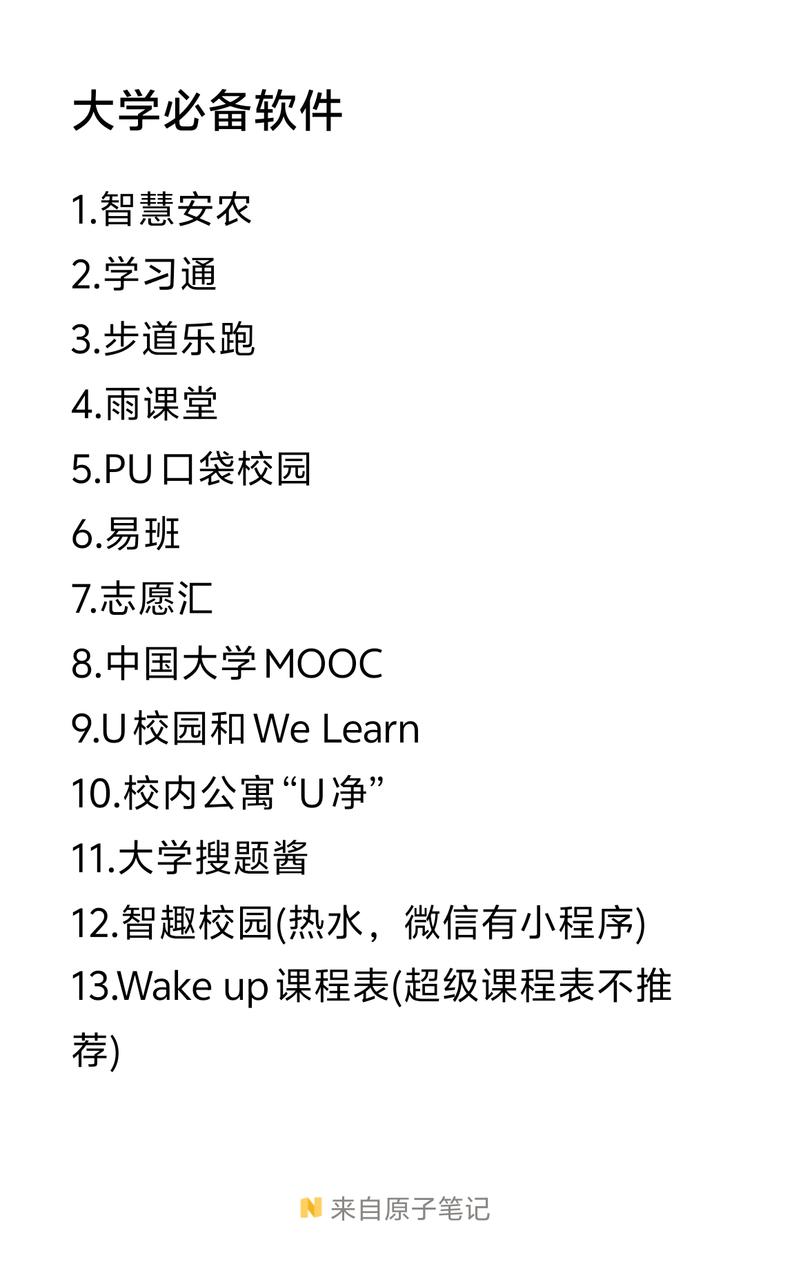 大学必备软件
1.智慧安农
2.学习通
3.步道乐跑
4.雨课堂
5.PU口袋校园
6.易班
7.志愿汇
8.中国大学MOOC
9.U校园和We Learn
10.校内公寓“U净”
11.大学搜题酱
12.智趣校园(热水，微信有小程序)
13.Wake up课程表(超级课程表不推
荐)
来自原子笔记